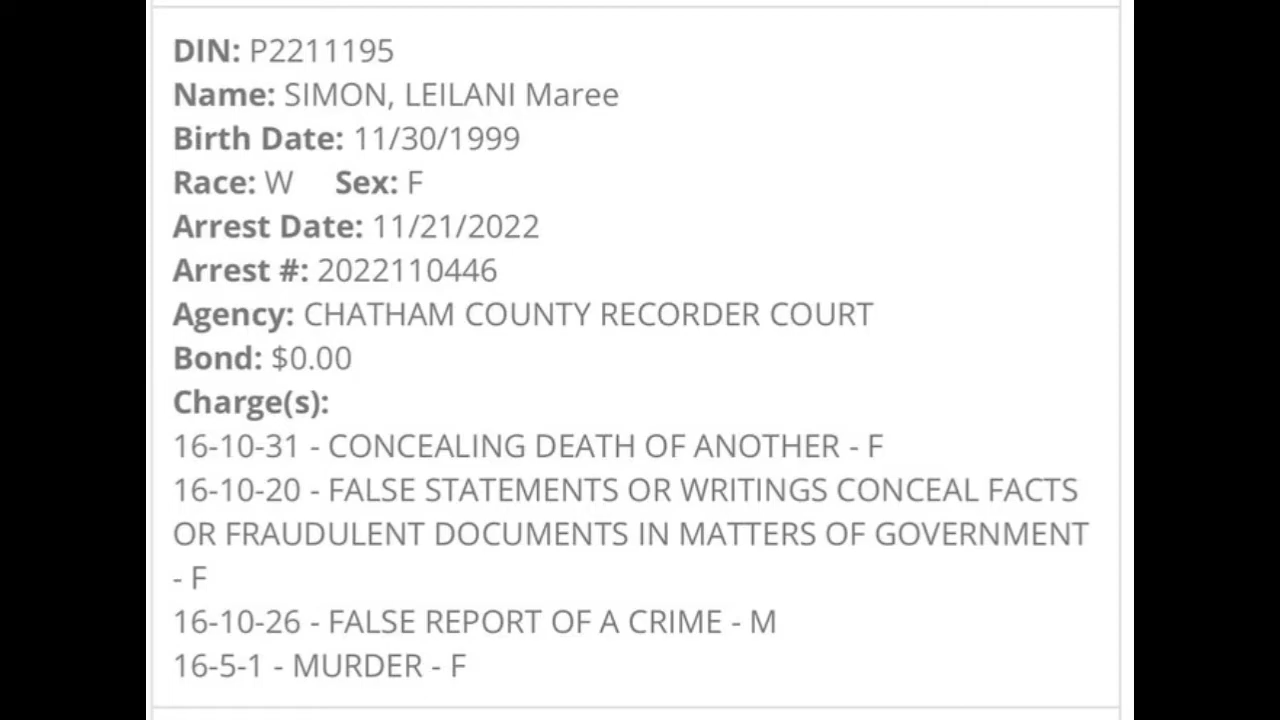 DIN: P2211195
Name: SIMON, LEILANI Maree
Birth Date: 11/30/1999
Race: W Sex: F
Arrest Date: 11/21/2022
Arrest #: 2022110446
Agency: CHATHAM COUNTY RECORDER COURT
Bond: $0.00
Charge(s):
16-10-31 - CONCEALING DEATH OF ANOTHER - F
16-10-20 - FALSE STATEMENTS OR WRITINGS CONCEAL FACTS
OR FRAUDULENT DOCUMENTS IN MATTERS OF GOVERNMENT
- F
16-10-26 - FALSE REPORT OF A CRIME - M
16-5-1 - MURDER - F